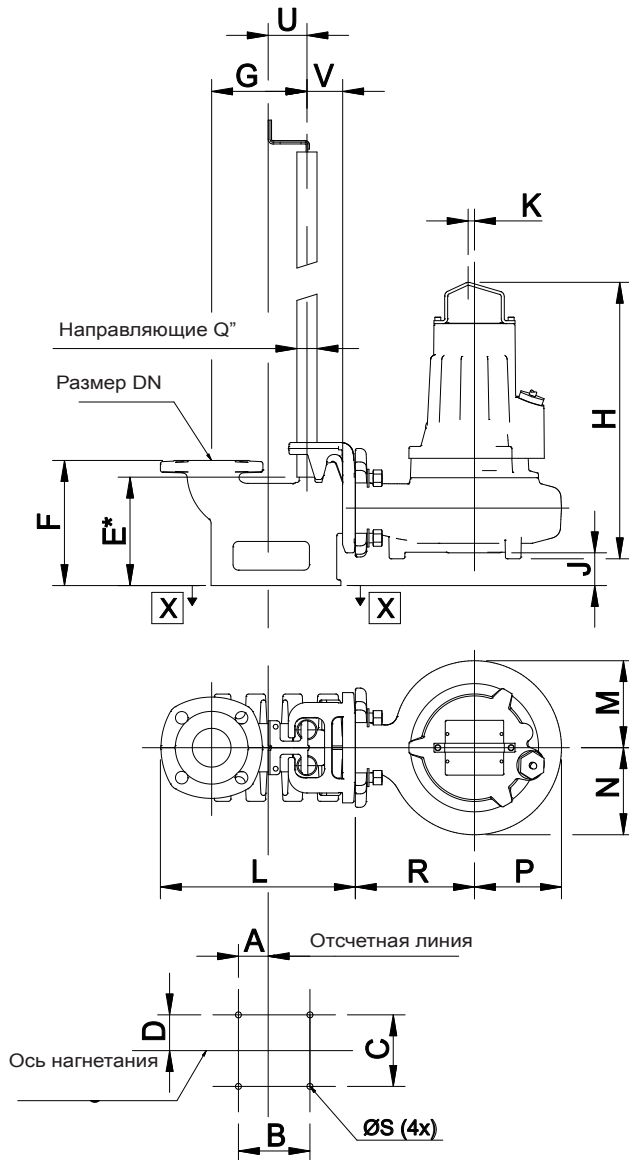 U
G
V
K
Направляющие Q"
Размер DN
H
F
E*
J
X
X
M
N
L
R
P
A
Отсчетная линия
D
C
Ось нагнетания
B
ØS (4x)